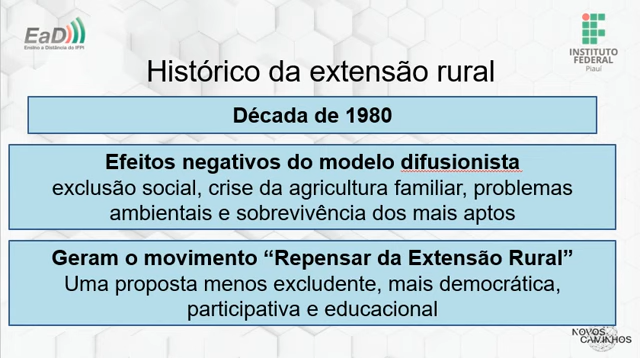 EaD
Ensino a Distância do IFPI
INSTITUTO
FEDERAL
Piauí
Histórico da extensão rural
Década de 1980
Efeitos negativos do modelo difusionista
exclusão social, crise da agricultura familiar, problemas
ambientais e sobrevivência dos mais aptos
Geram o movimento “Repensar da Extensão Rural”
Uma proposta menos excludente, mais democrática,
participativa e educacional
NOVOS
CAMINHOS